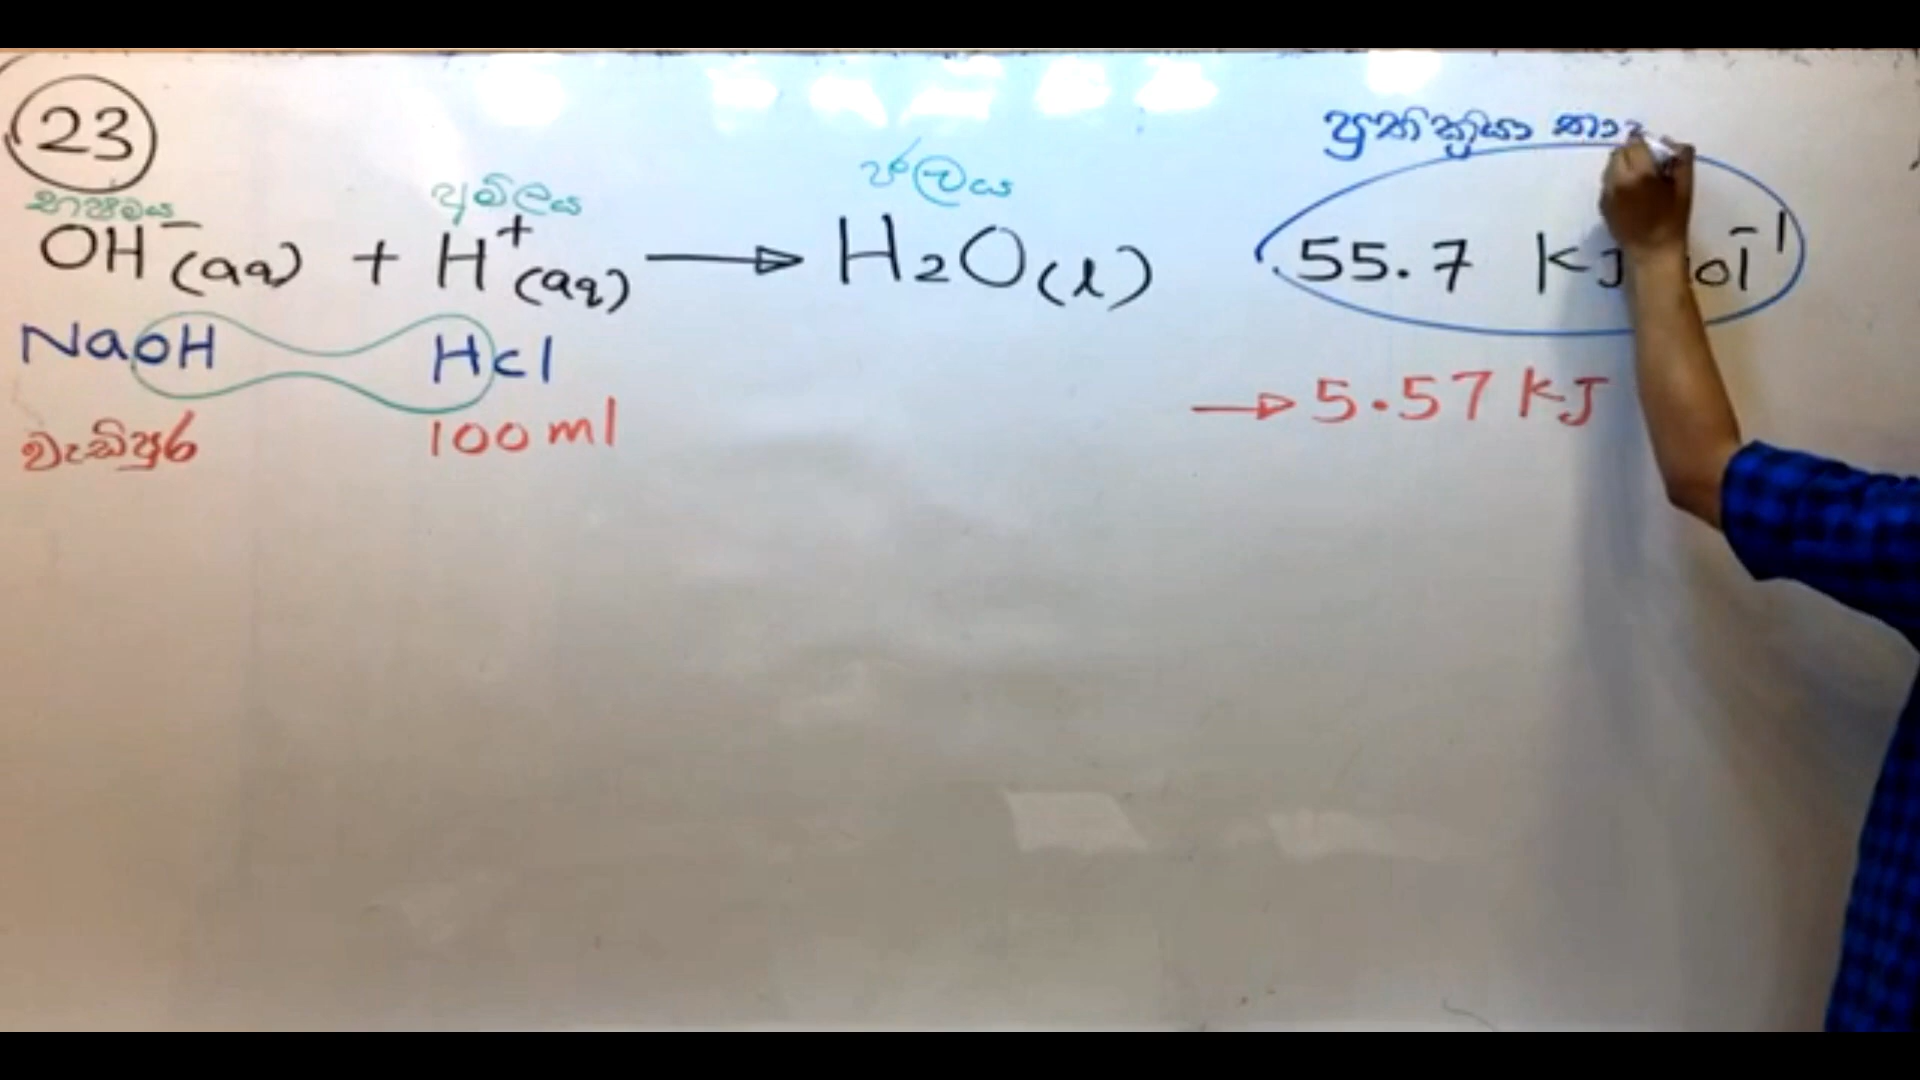 23
ප්‍රතික්‍රියා තාප
භාෂ්මය අම්ලය ජලය
OH⁻(aq) + H⁺(aq) → H₂O(l) 55.7 KJ mol⁻¹
NaOH HCl
→ 5.57 KJ
වැඩිපුර 100 ml